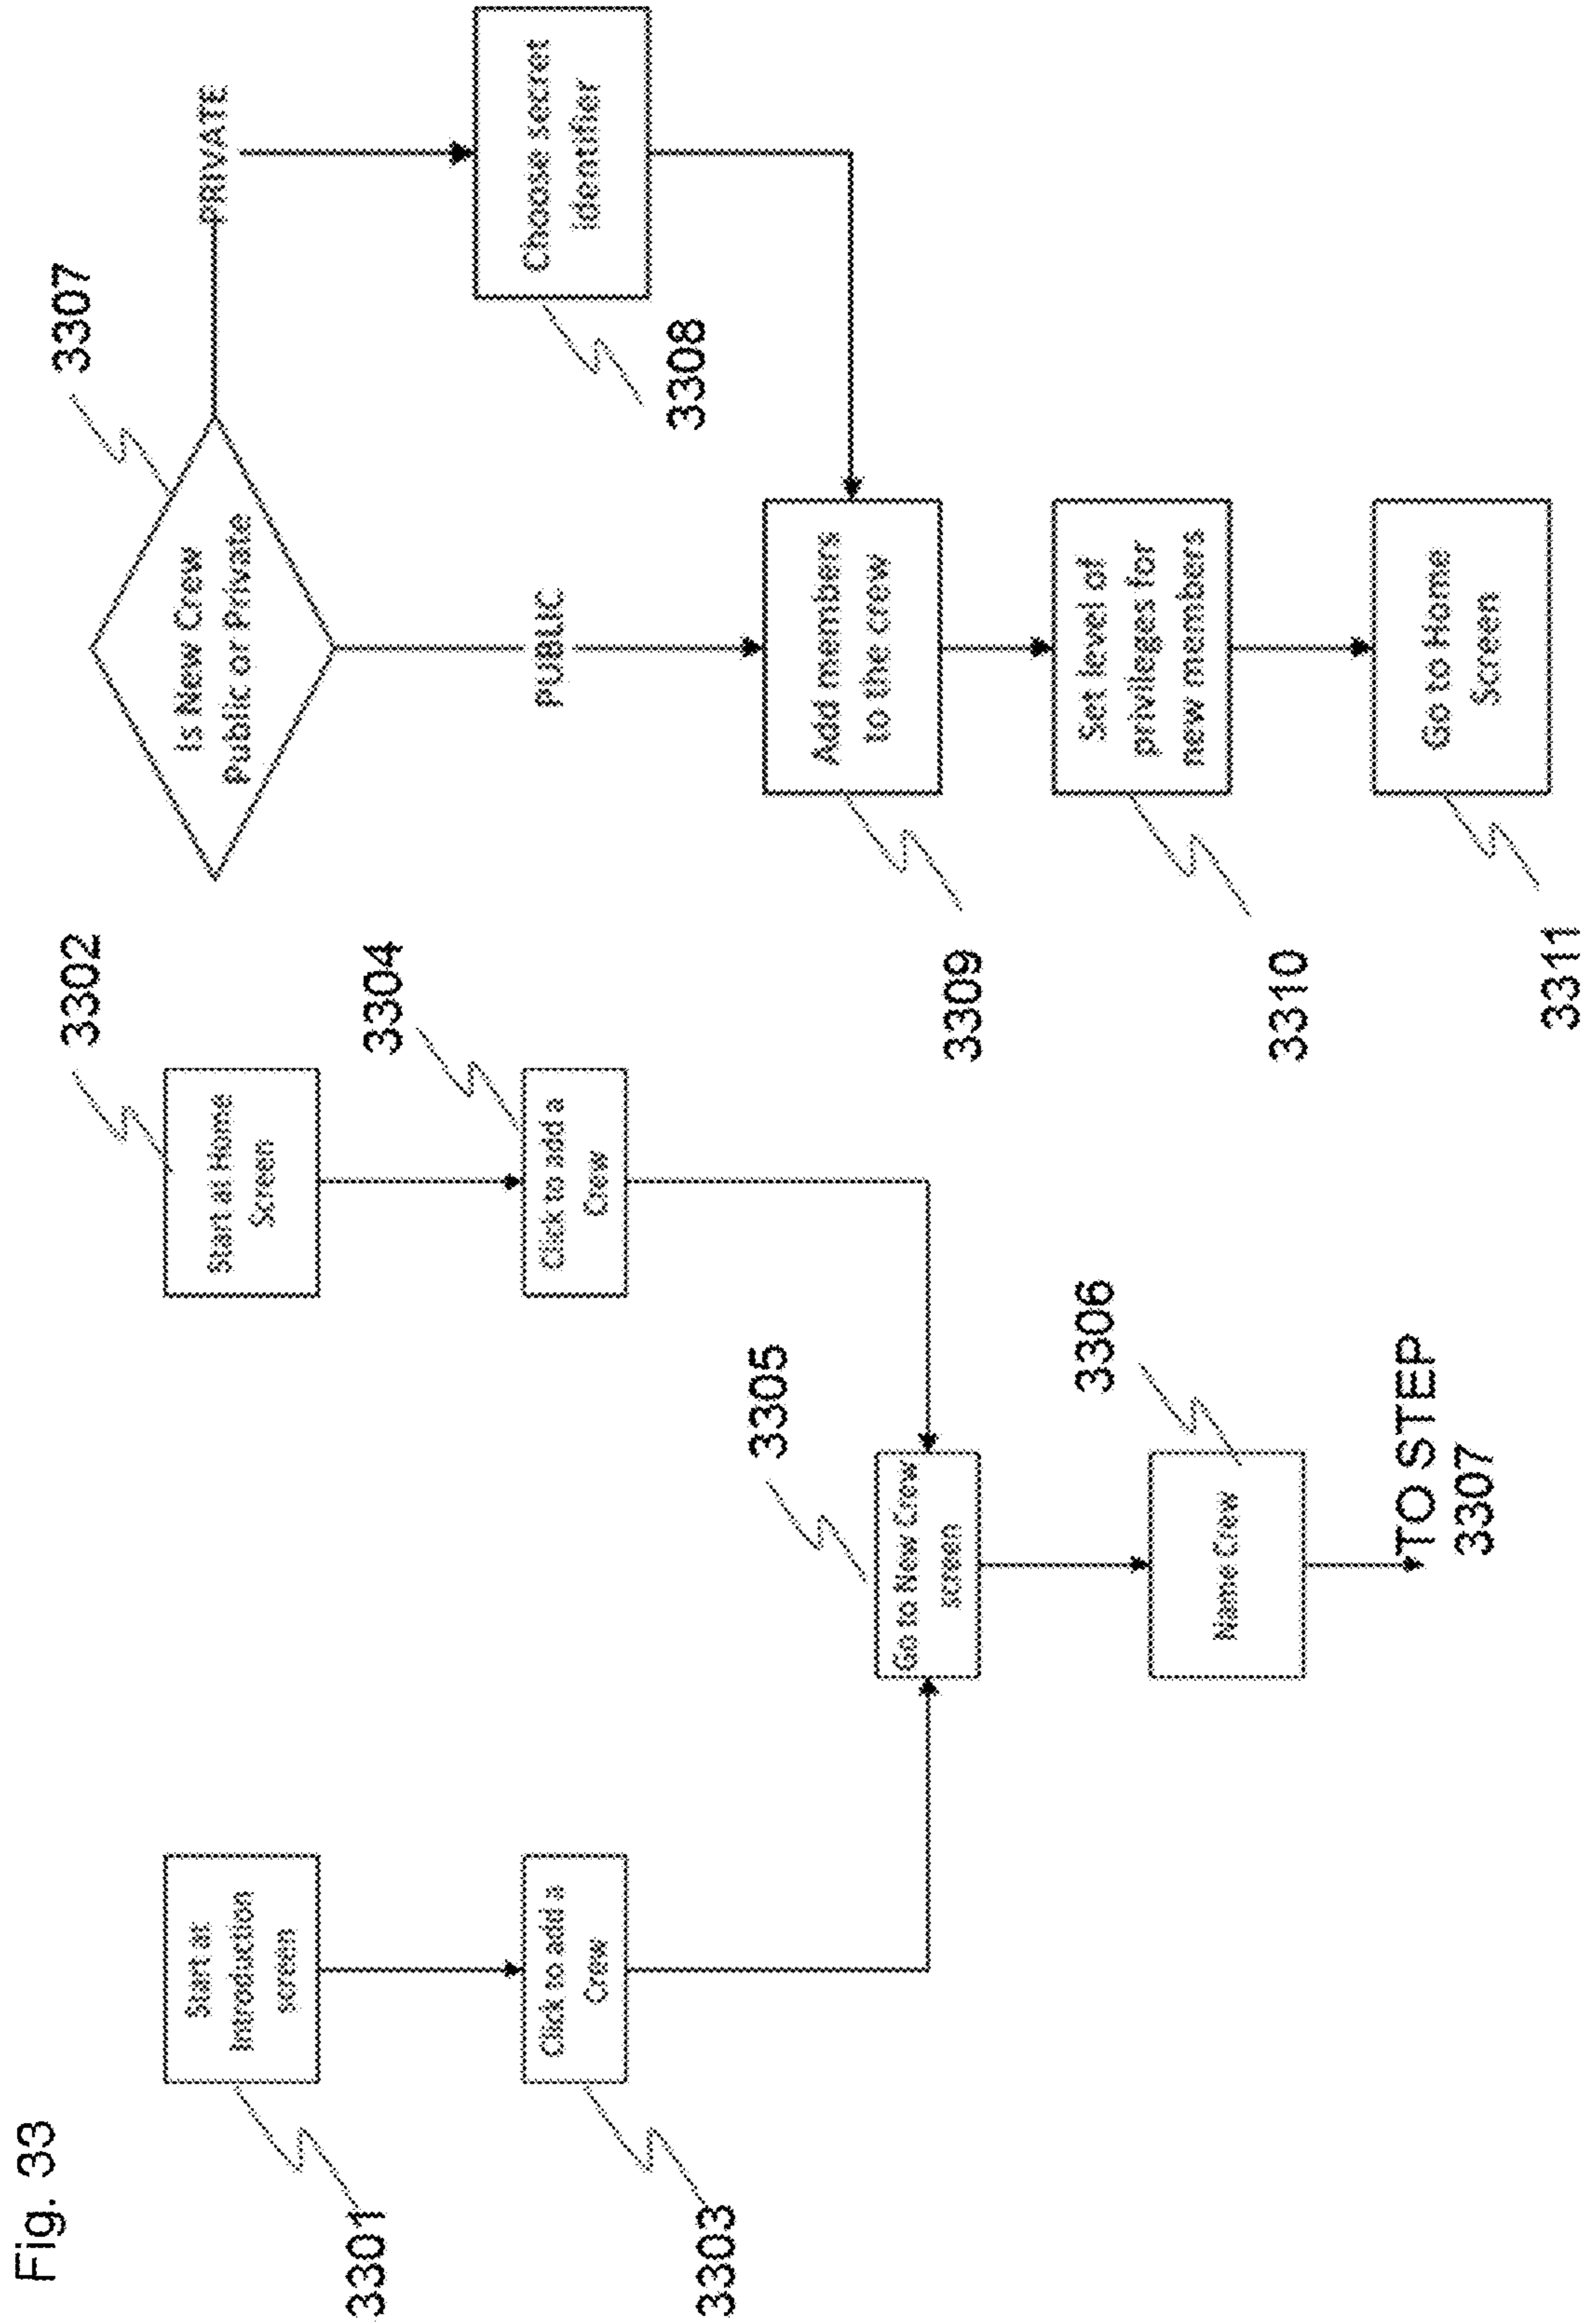 Fig. 33
3301
Start at
Introduction
screen
3303
Click to add a
Crew
3302
Start at Home
Screen
3304
Click to add a
Crew
3305
Go to New Crew
screen
3306
Name Crew
TO STEP
3307
3307
Is New Crew
Public or Private
PRIVATE
PUBLIC
3308
Choose secret
identifier
3309
Add members
to the crew
3310
Set level of
privileges for
new members
3311
Go to Home
Screen